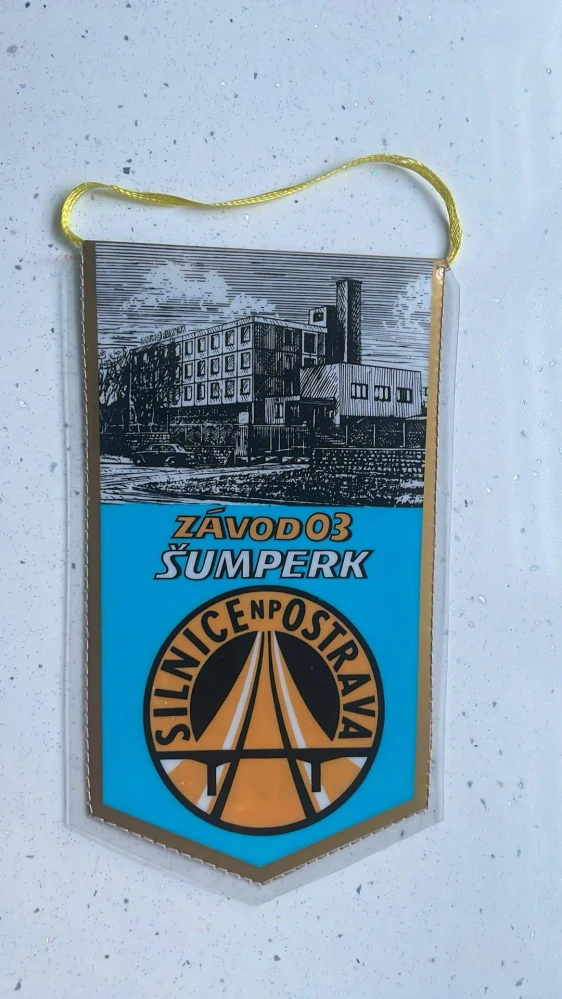 ZÁVOD 03
ŠUMPERK
SILNICE NP OSTRAVA